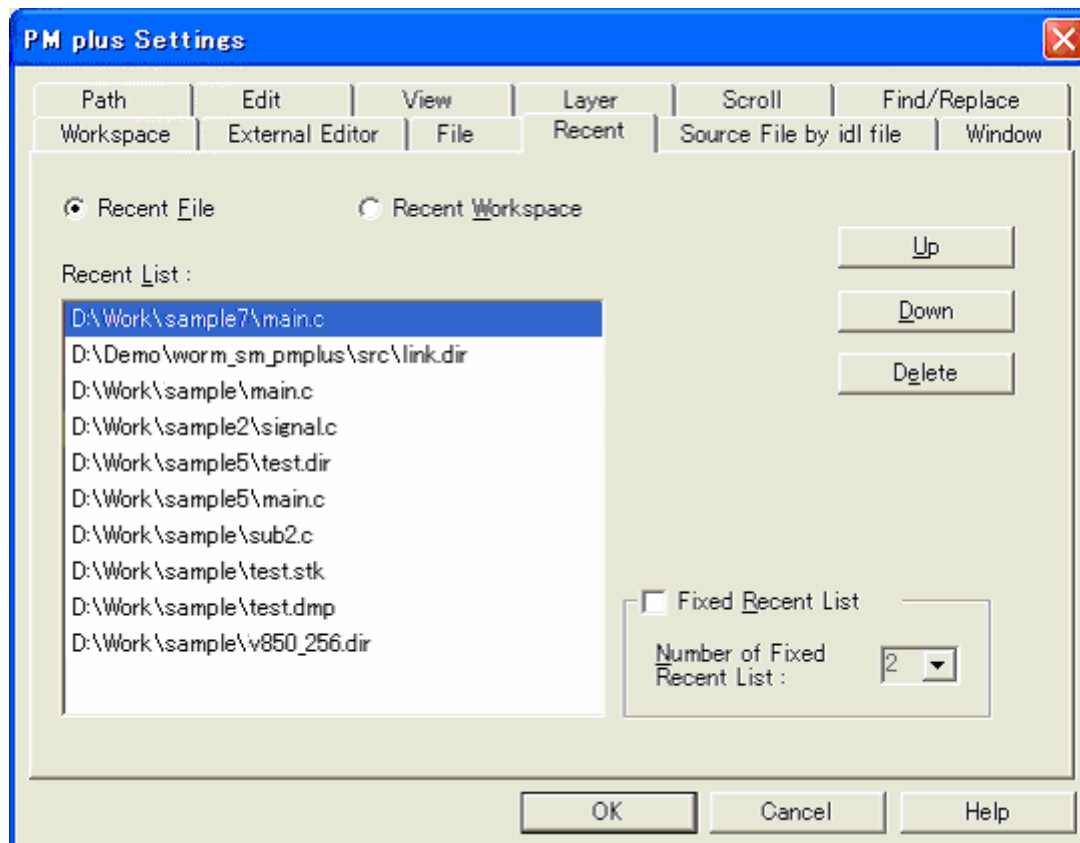 PM plus Settings
Path Edit View Layer Scroll Find/Replace
Workspace External Editor File Recent Source File by idl file Window
Recent File Recent Workspace
Up
Recent List :
Down
Delete
D:\Work\sample7\main.c
D:\Demo\worm_sm_pmplus\src\link.dir
D:\Work\sample\main.c
D:\Work\sample2\signal.c
D:\Work\sample5\test.dir
D:\Work\sample5\main.c
D:\Work\sample\sub2.c
D:\Work\sample\test.stk
D:\Work\sample\test.dmp
D:\Work\sample\v850_256.dir
Fixed Recent List
Number of Fixed
Recent List :
2
OK Cancel Help